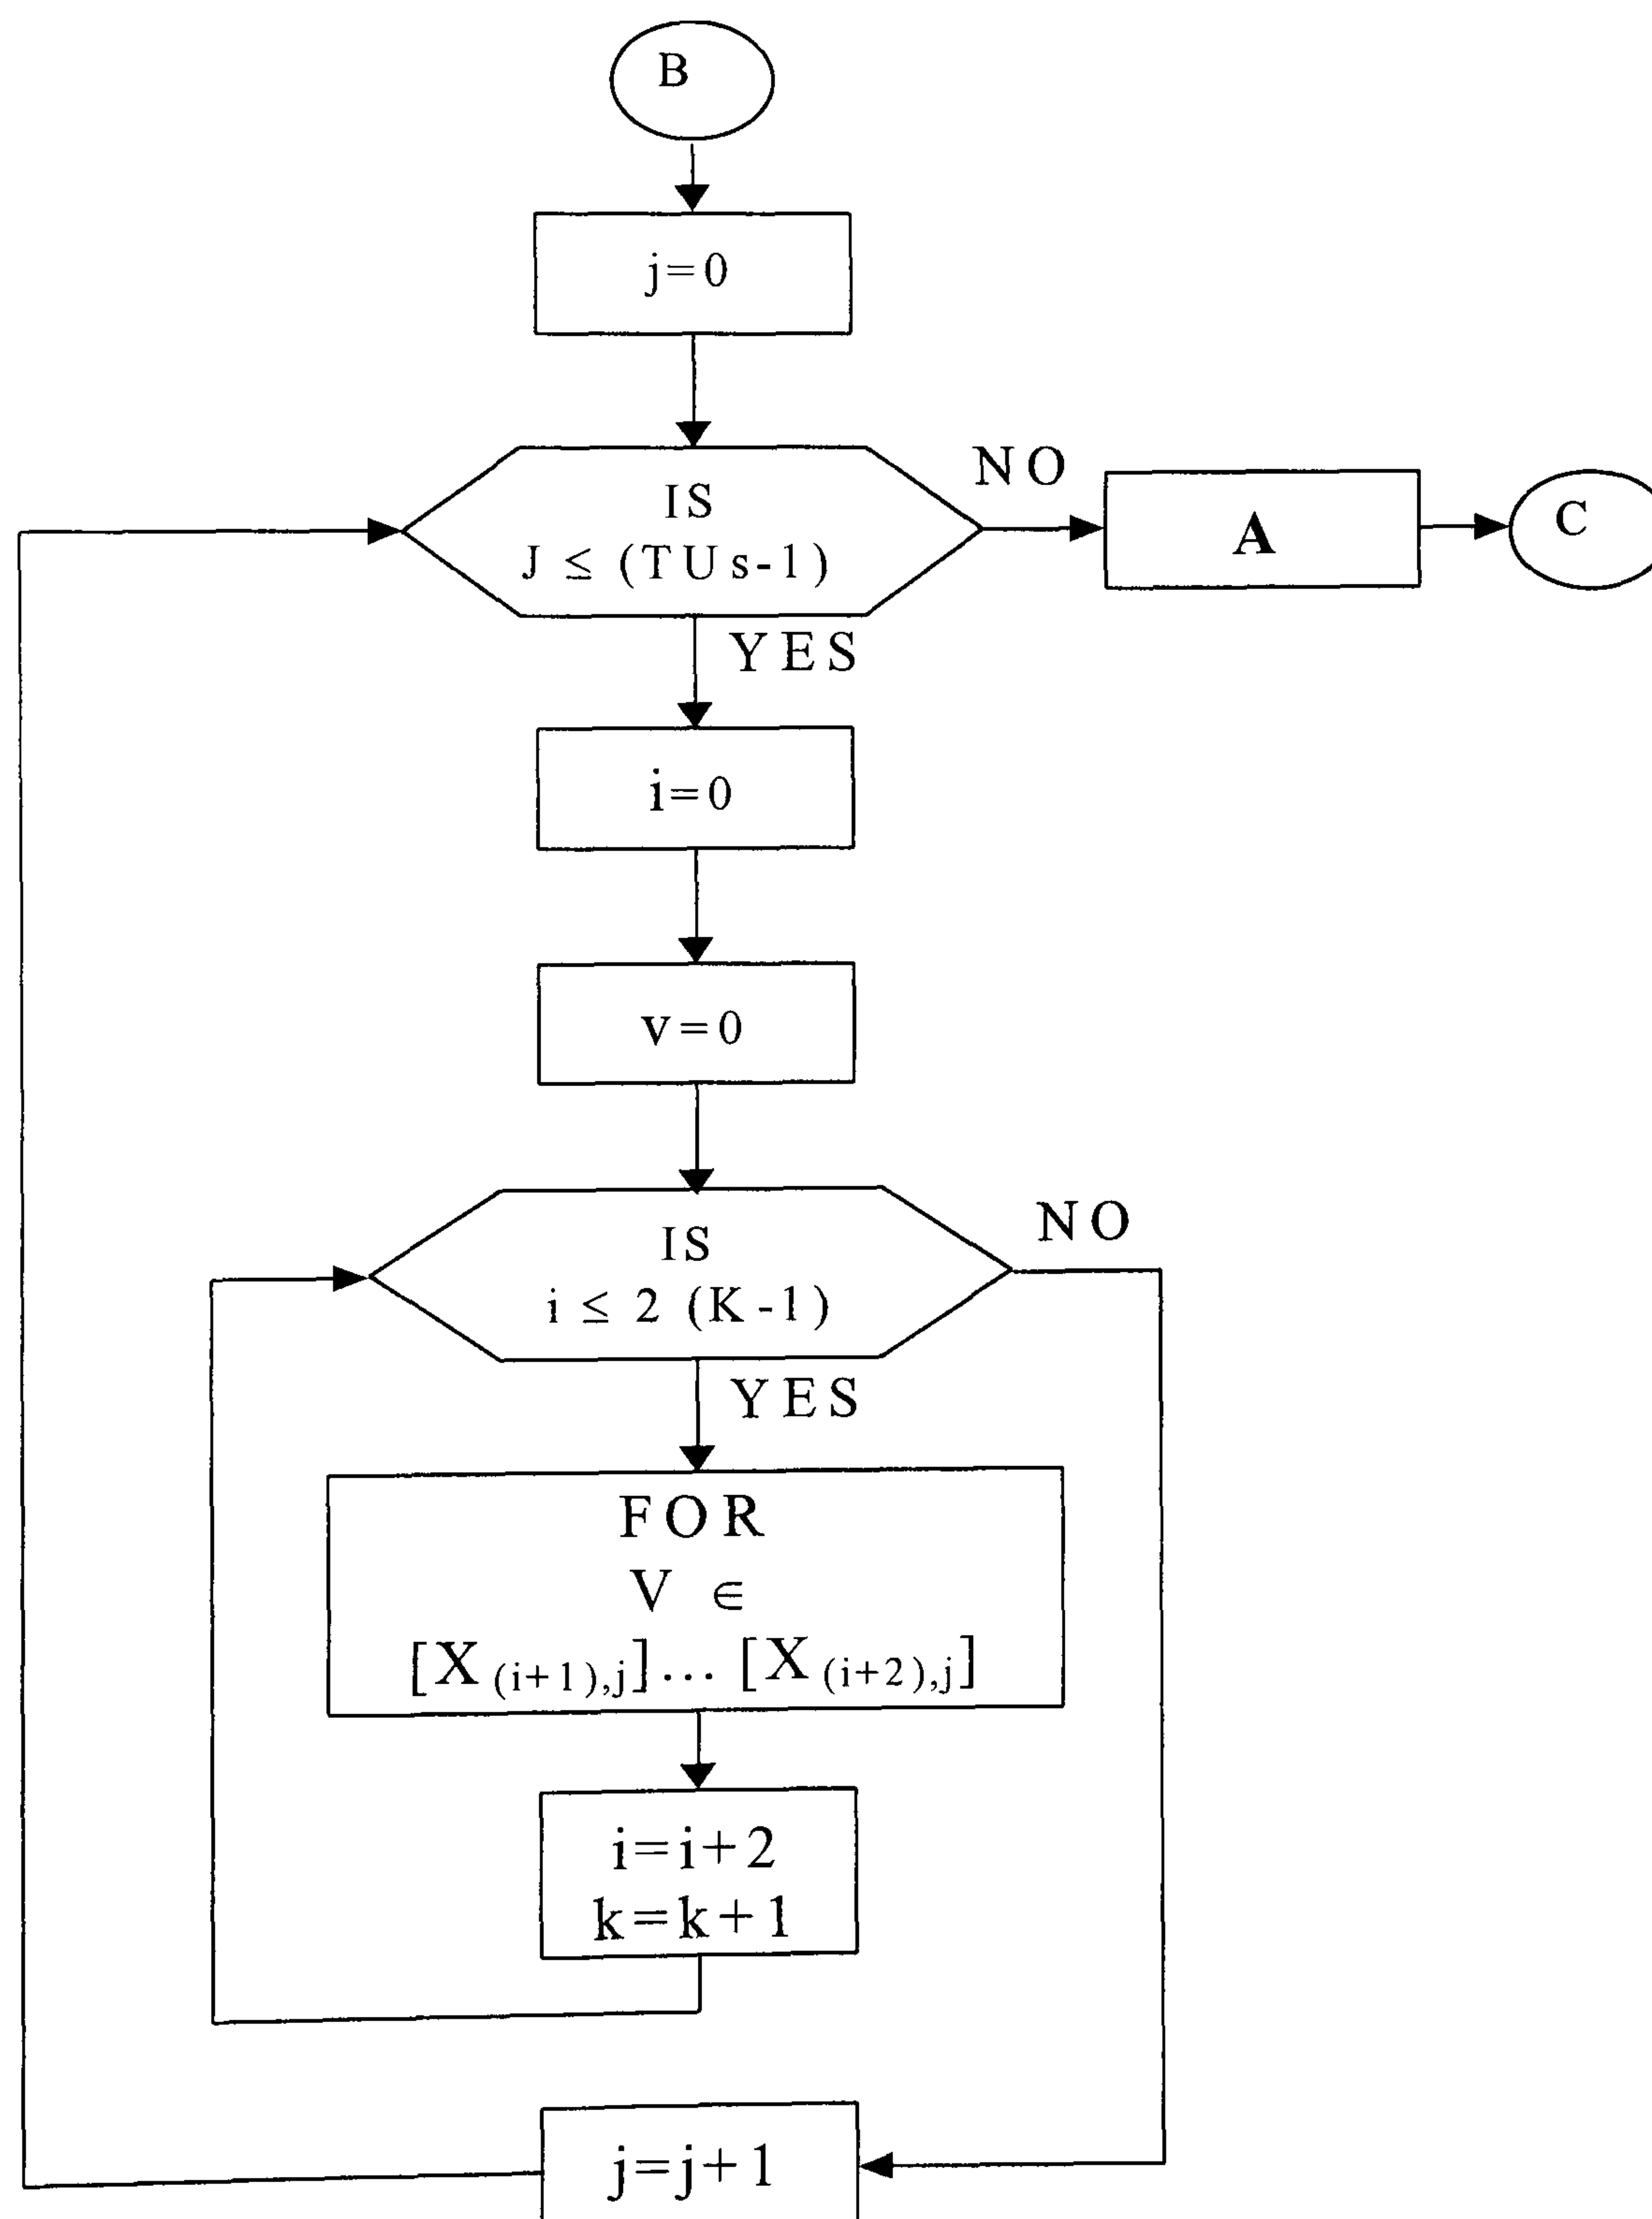 B
j=0
IS
J ≤ (TUs-1)
NO
A
C
YES
i=0
v=0
IS
i ≤ 2 (K-1)
NO
YES
FOR
V ∈
[X (i+1),j]... [X (i+2),j]
i=i+2
k=k+1
j=j+1